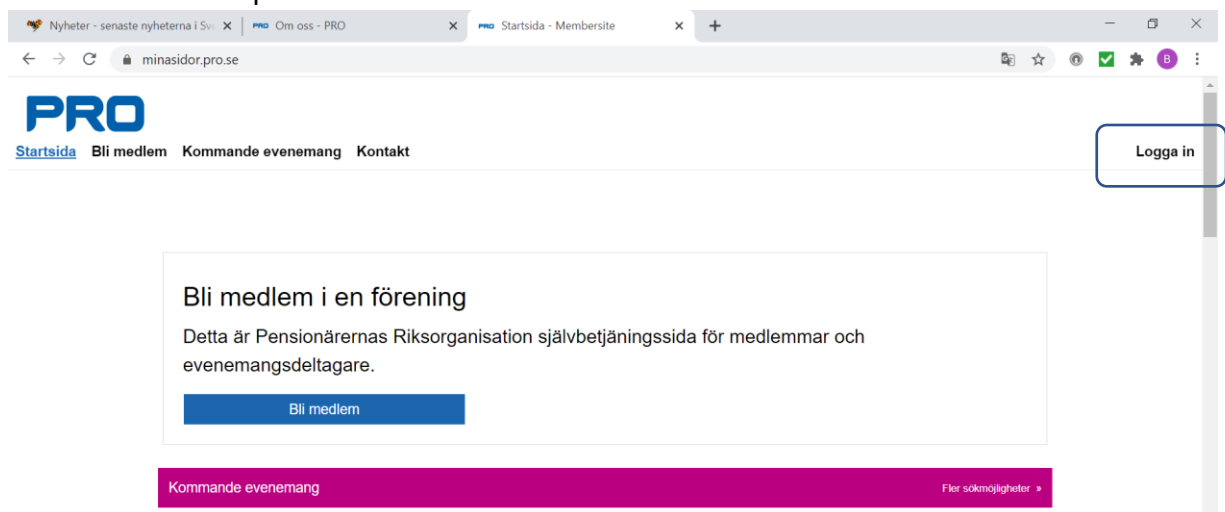 Nyheter - senaste nyheterna i Sv
Om oss - PRO
Startsida - Membersite
minasidor.pro.se
B
PRO
Startsida Bli medlem Kommande evenemang Kontakt
Logga in
Bli medlem i en förening
Detta är Pensionärernas Riksorganisation självbetjäningssida för medlemmar och
evenemangsdeltagare.
Bli medlem
Kommande evenemang
Fler sökmöjligheter »